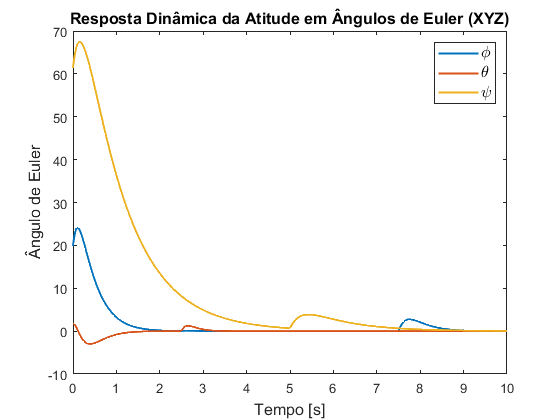 Resposta Dinâmica da Atitude em Ângulos de Euler (XYZ)
70
60
50
40
30
20
10
0
-10
Ângulo de Euler
ϕ
θ
ψ
0 1 2 3 4 5 6 7 8 9 10
Tempo [s]